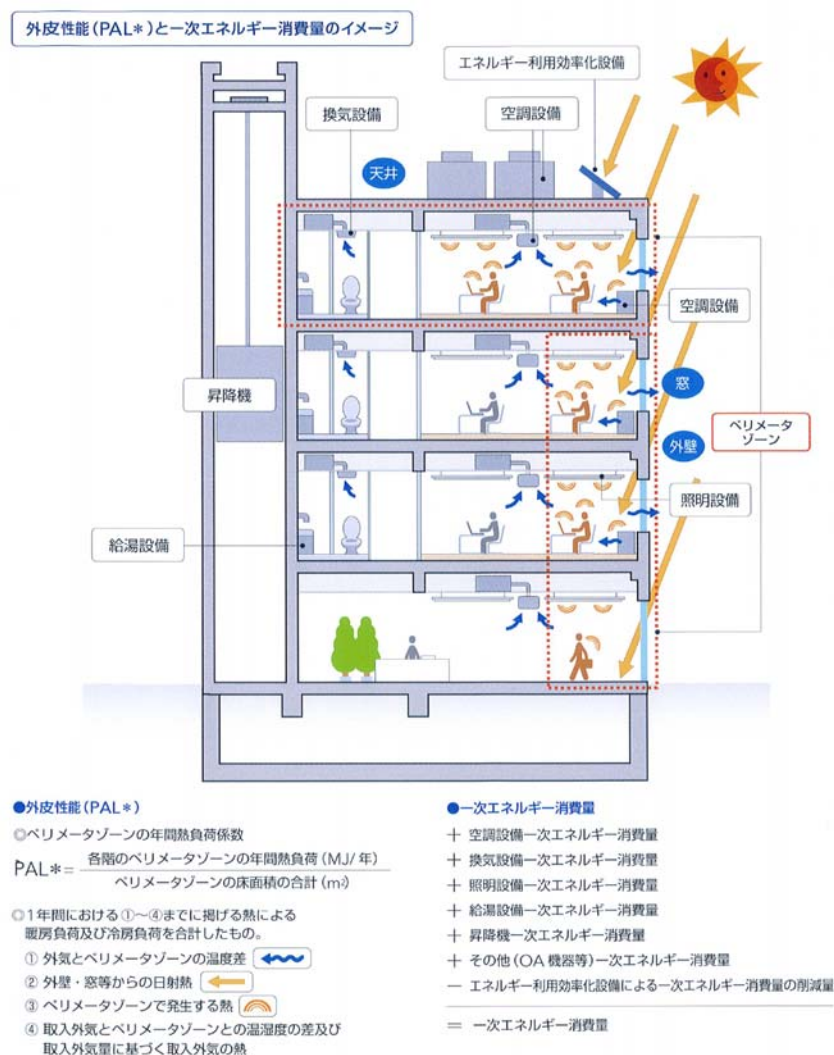 外皮性能(PAL*)と一次エネルギー消費量のイメージ
エネルギー利用効率化設備
換気設備
空調設備
天井
空調設備
昇降機
窓
ペリメータ
ゾーン
外壁
照明設備
給湯設備
●外皮性能(PAL*)
◎ペリメータゾーンの年間熱負荷係数
PAL*=
各階のペリメータゾーンの年間熱負荷(MJ/年)
ペリメータゾーンの床面積の合計(m²)
◎1年間における①~④までに掲げる熱による
暖房負荷及び冷房負荷を合計したもの。
① 外気とペリメータゾーンの温度差
② 外壁・窓等からの日射熱
③ ペリメータゾーンで発生する熱
④ 取入外気とペリメータゾーンとの温湿度の差及び
取入外気量に基づく取入外気の熱
●一次エネルギー消費量
+ 空調設備一次エネルギー消費量
+ 換気設備一次エネルギー消費量
+ 照明設備一次エネルギー消費量
+ 給湯設備一次エネルギー消費量
+ 昇降機一次エネルギー消費量
+ その他(OA機器等)一次エネルギー消費量
− エネルギー利用効率化設備による一次エネルギー消費量の削減量
= 一次エネルギー消費量